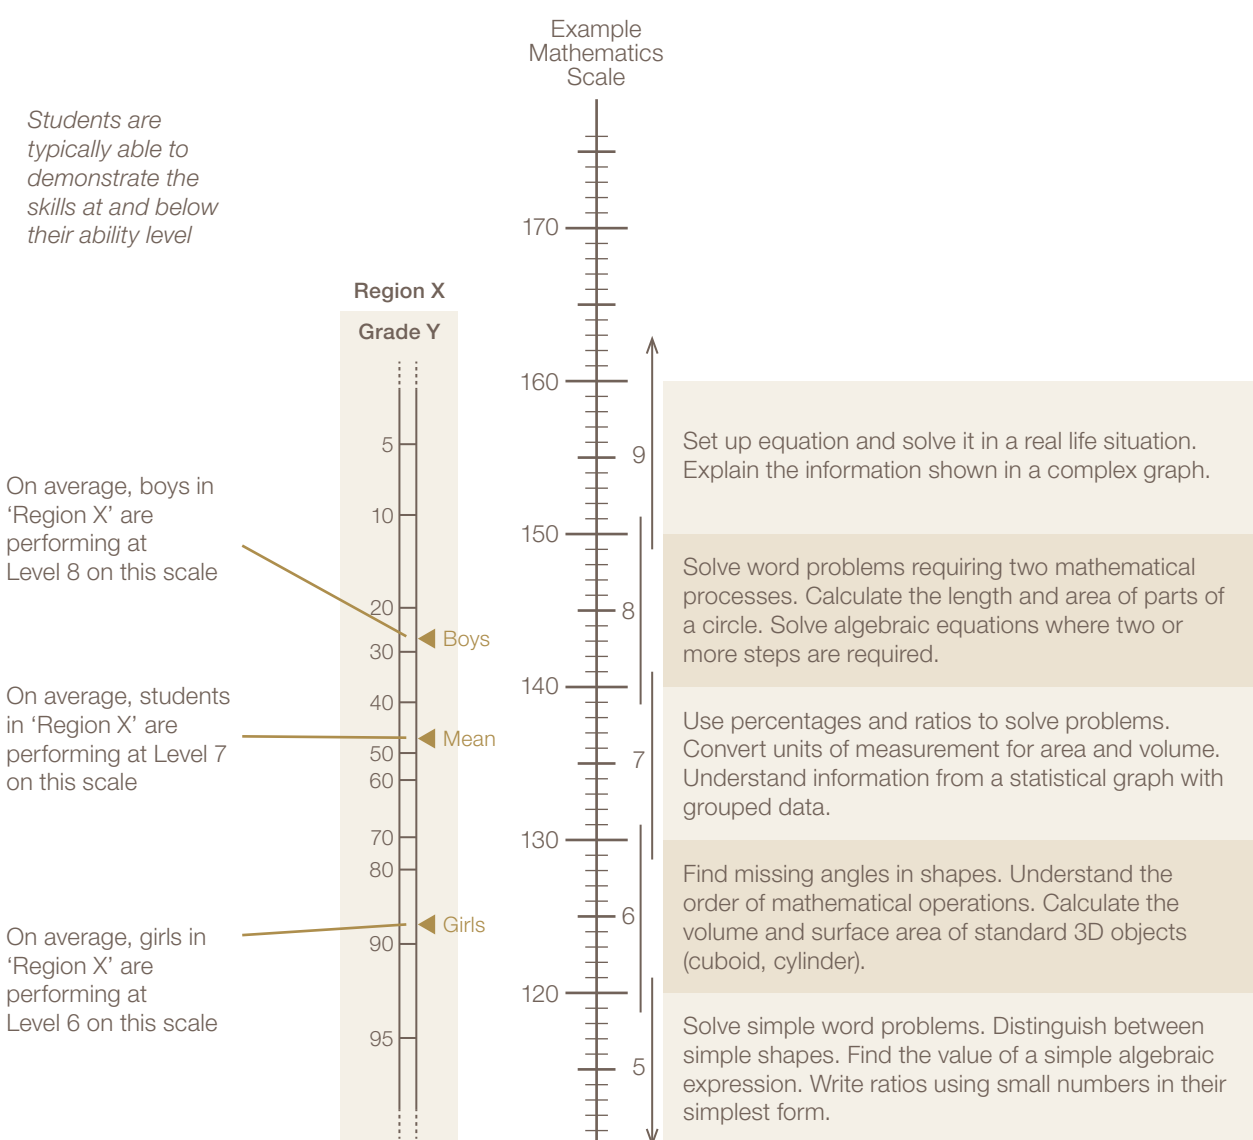 Example
Mathematics
Scale
Students are
typically able to
demonstrate the
skills at and below
their ability level
170
Region X
Grade Y
160
5
9
Set up equation and solve it in a real life situation.
Explain the information shown in a complex graph.
On average, boys in
‘Region X’ are
performing at
Level 8 on this scale
10
150
Solve word problems requiring two mathematical
processes. Calculate the length and area of parts of
a circle. Solve algebraic equations where two or
more steps are required.
20
8
Boys
30
140
On average, students
in ‘Region X’ are
performing at Level 7
on this scale
40
Mean
50
60
7
Use percentages and ratios to solve problems.
Convert units of measurement for area and volume.
Understand information from a statistical graph with
grouped data.
70
130
80
Find missing angles in shapes. Understand the
order of mathematical operations. Calculate the
volume and surface area of standard 3D objects
(cuboid, cylinder).
6
Girls
On average, girls in
‘Region X’ are
performing at
Level 6 on this scale
90
120
95
5
Solve simple word problems. Distinguish between
simple shapes. Find the value of a simple algebraic
expression. Write ratios using small numbers in their
simplest form.